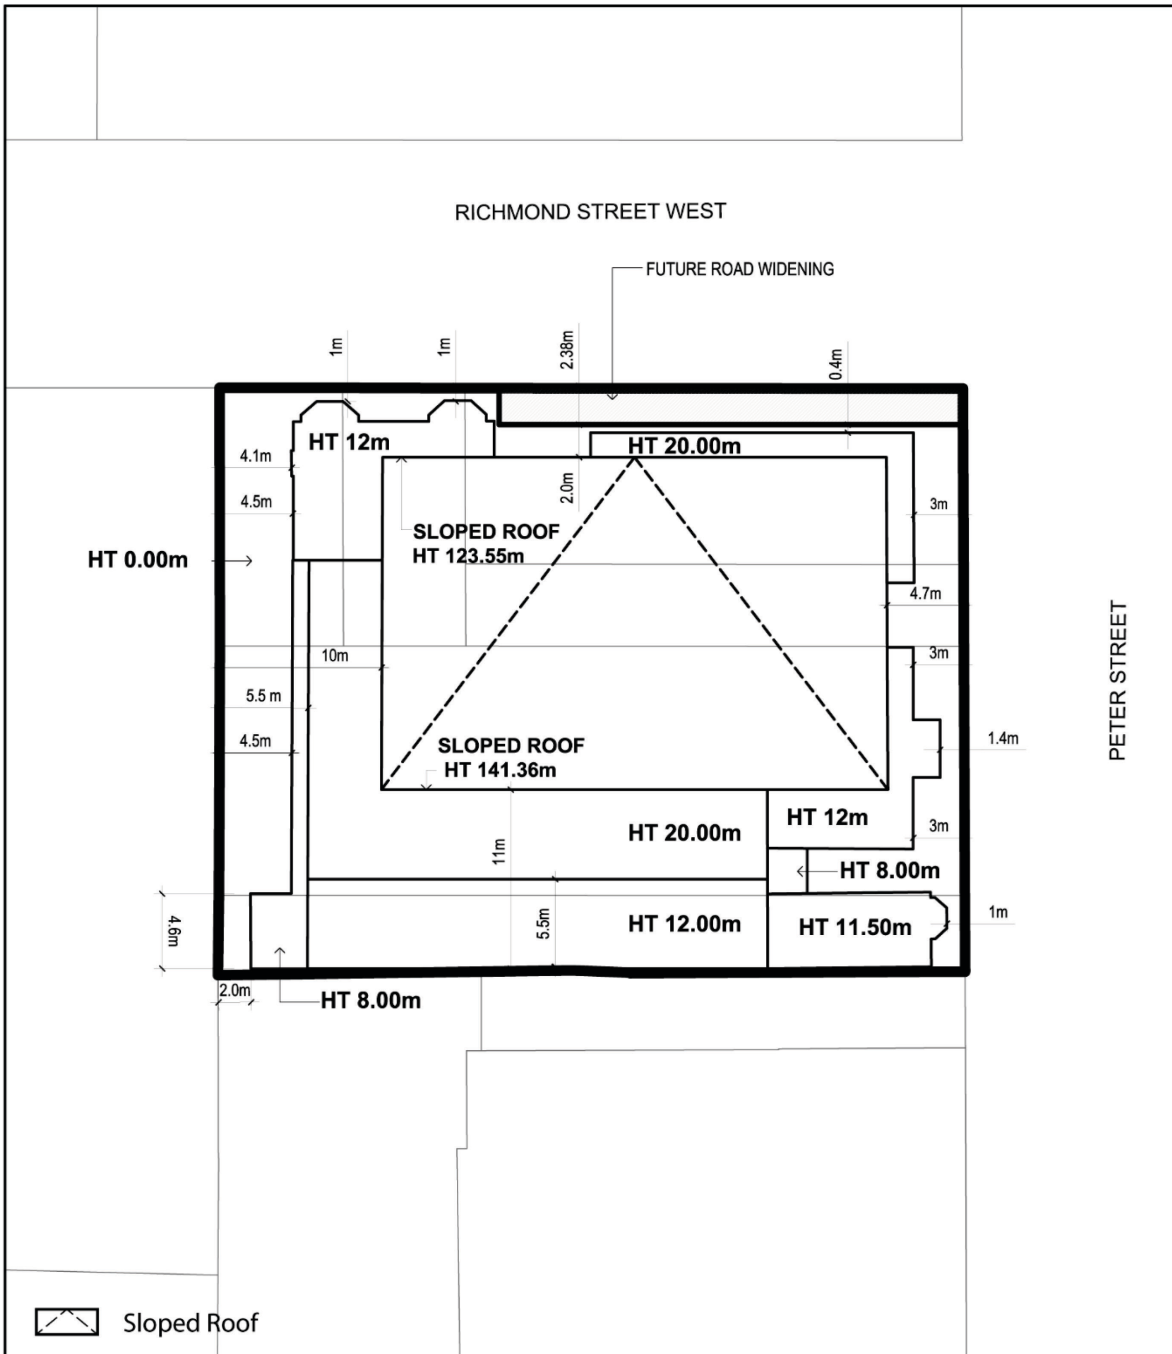 RICHMOND STREET WEST
FUTURE ROAD WIDENING
1m
1m
2.38m
0.4m
HT 12m
HT 20.00m
4.1m
2.0m
4.5m
3m
SLOPED ROOF
HT 123.55m
HT 0.00m
4.7m
PETER STREET
10m
3m
5.5 m
4.5m
SLOPED ROOF
HT 141.36m
1.4m
HT 12m
HT 20.00m
3m
11m
HT 8.00m
4.6m
5.5m
HT 12.00m
HT 11.50m
1m
2.0m
HT 8.00m
Sloped Roof